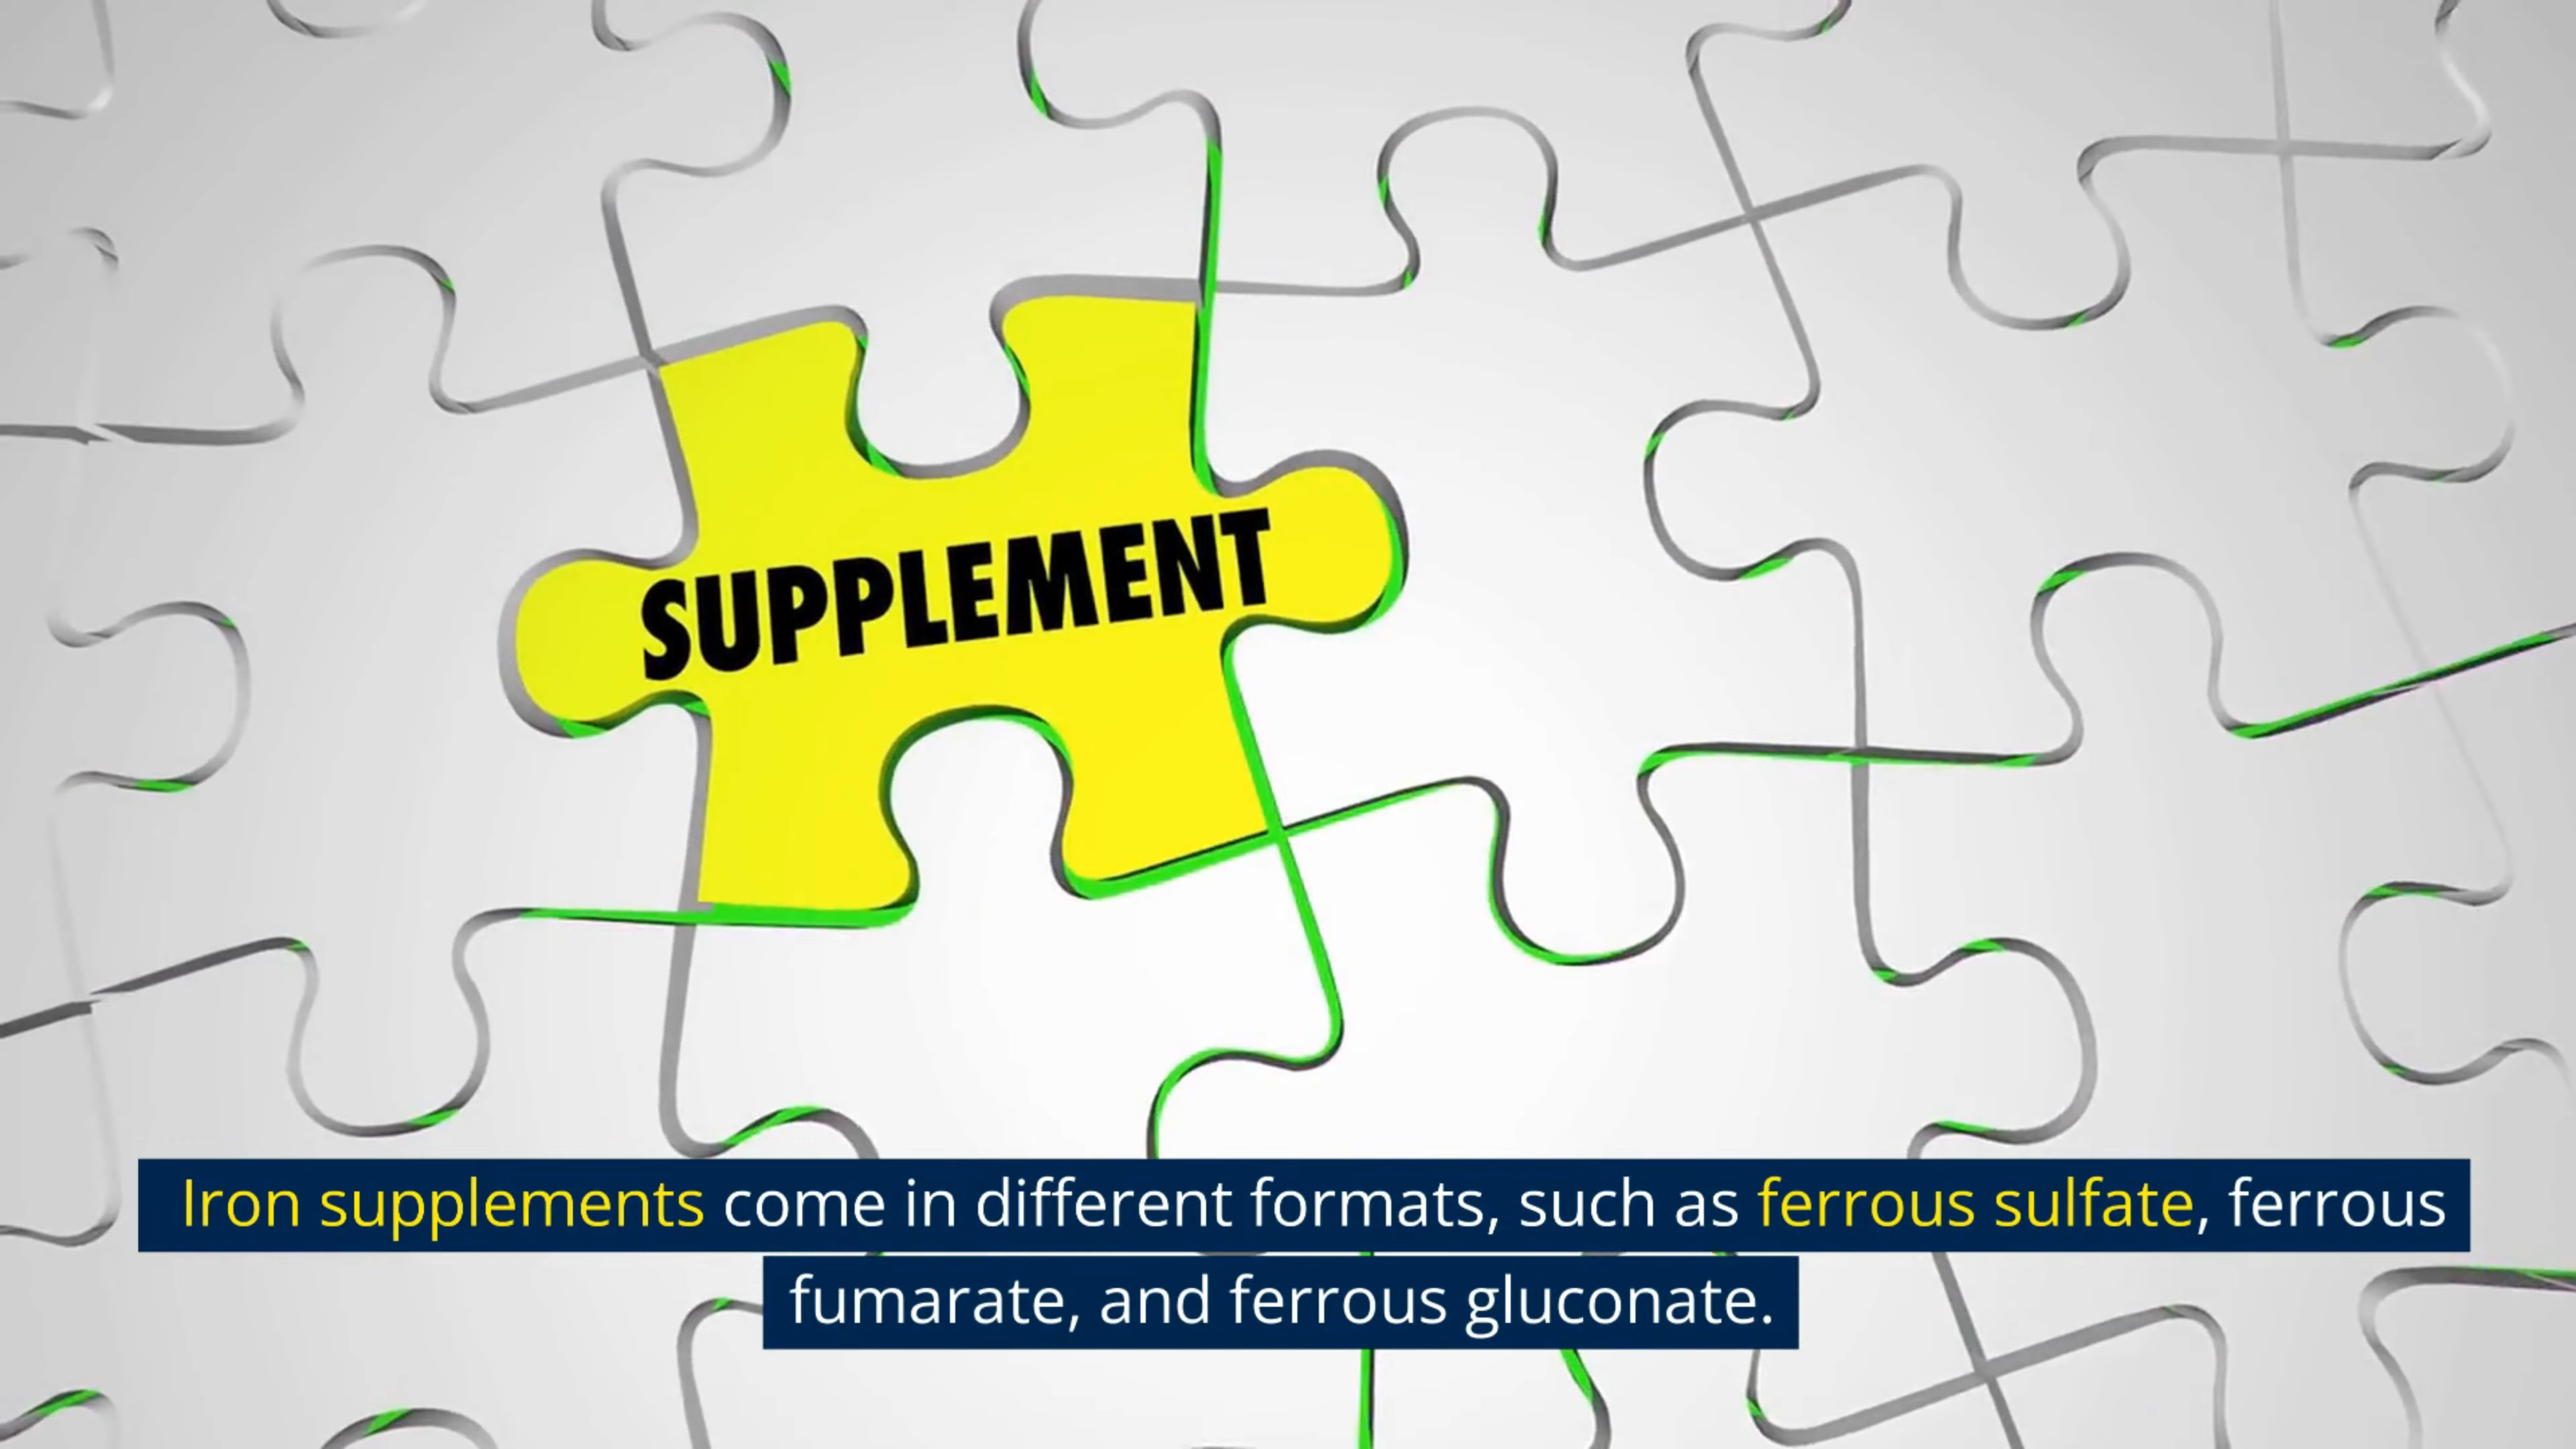 SUPPLEMENT
Iron supplements come in different formats, such as ferrous sulfate, ferrous
fumarate, and ferrous gluconate.